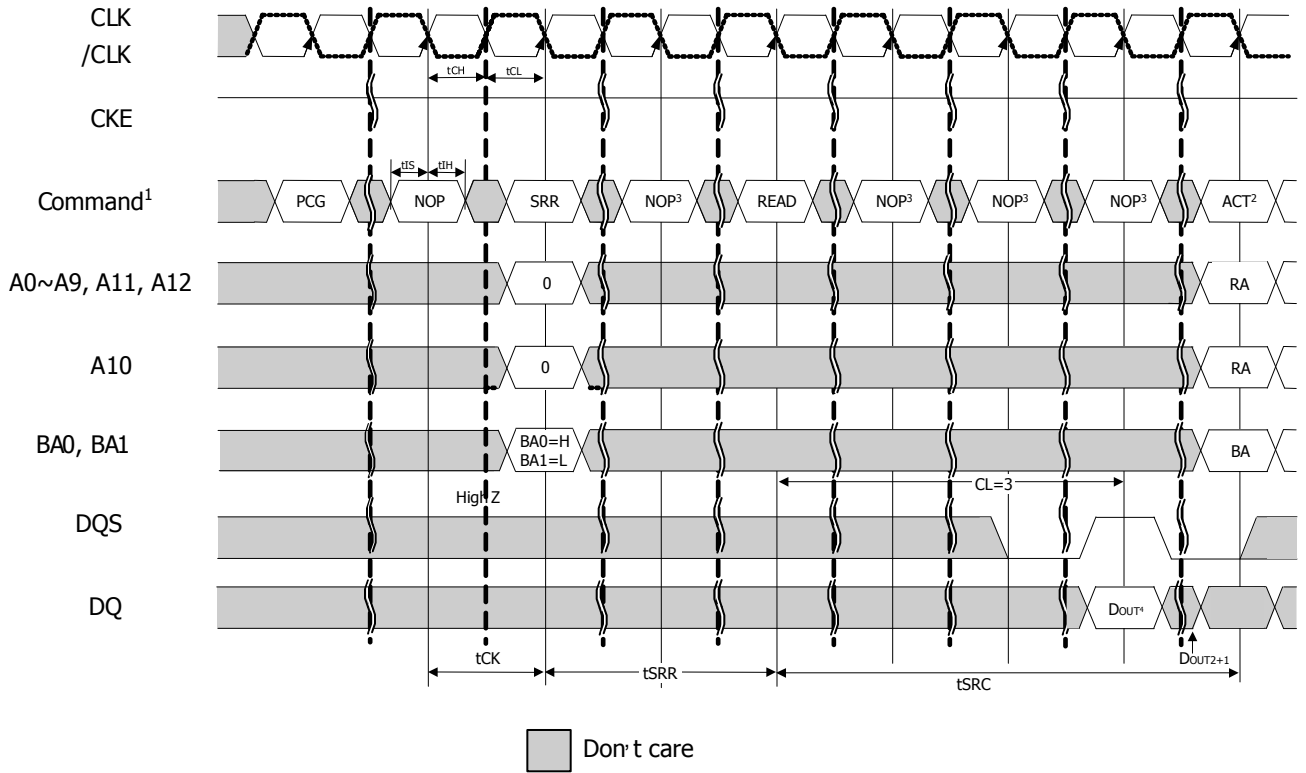 CLK
/CLK
tCH tCL
CKE
tIS tIH
Command¹ PCG NOP SRR NOP³ READ NOP³ NOP³ NOP³ ACT²
A0~A9, A11, A12 0 RA
A10 0 RA
BA0, BA1 BA0=H BA
BA1=L
CL=3
High Z
DQS
DQ DOUT⁴
DOUT2+1
tCK tSRR tSRC
Don't care